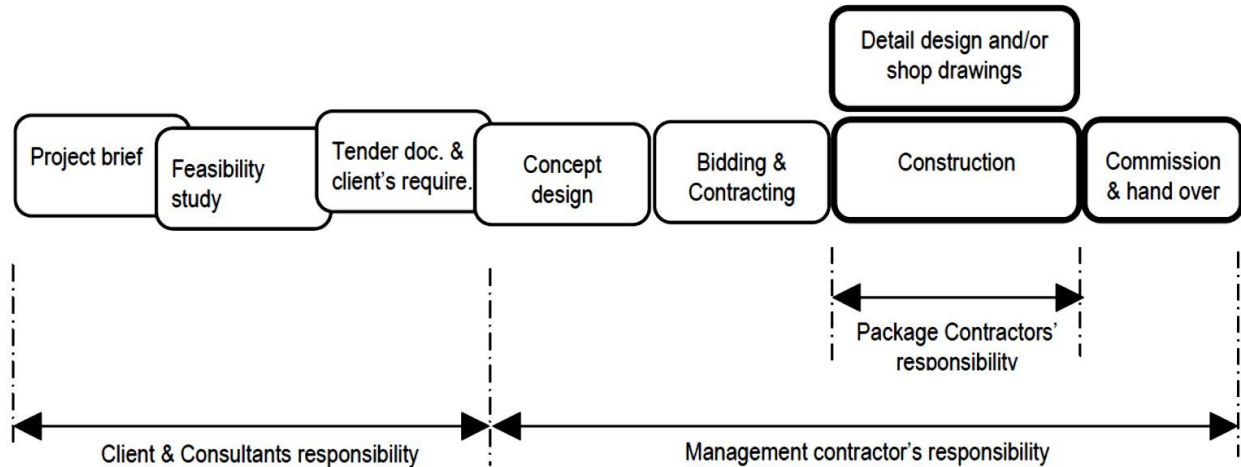 Project brief
Feasibility
study
Tender doc. &
client's require.
Concept
design
Bidding &
Contracting
Detail design and/or
shop drawings
Construction
Commission
& hand over
Package Contractors'
responsibility
Client & Consultants responsibility
Management contractor's responsibility